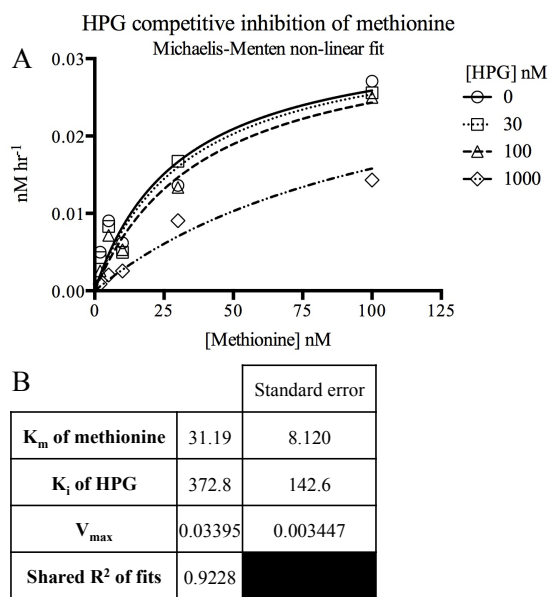 HPG competitive inhibition of methionine
Michaelis-Menten non-linear fit
A
0.03
0.02
0.01
0.00
nM hr⁻¹
0 25 50 75 100 125
[Methionine] nM
[HPG] nM
0
30
100
1000
B
Standard error
Kₘ of methionine 31.19 8.120
Kᵢ of HPG 372.8 142.6
Vₘₐₓ 0.03395 0.003447
Shared R² of fits 0.9228